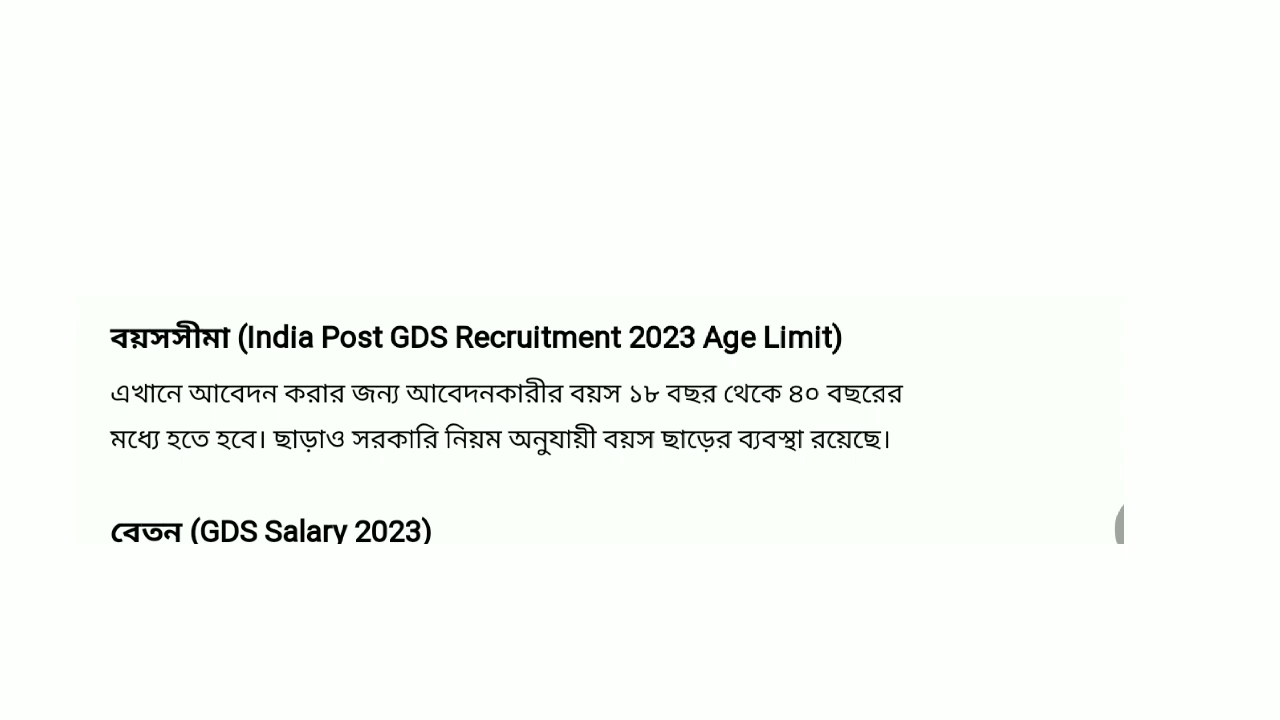 বয়সসীমা (India Post GDS Recruitment 2023 Age Limit)
এখানে আবেদন করার জন্য আবেদনকারীর বয়স ১৮ বছর থেকে ৪০ বছরের
মধ্যে হতে হবে। ছাড়াও সরকারি নিয়ম অনুযায়ী বয়স ছাড়ের ব্যবস্থা রয়েছে।
বেতন (GDS Salary 2023)